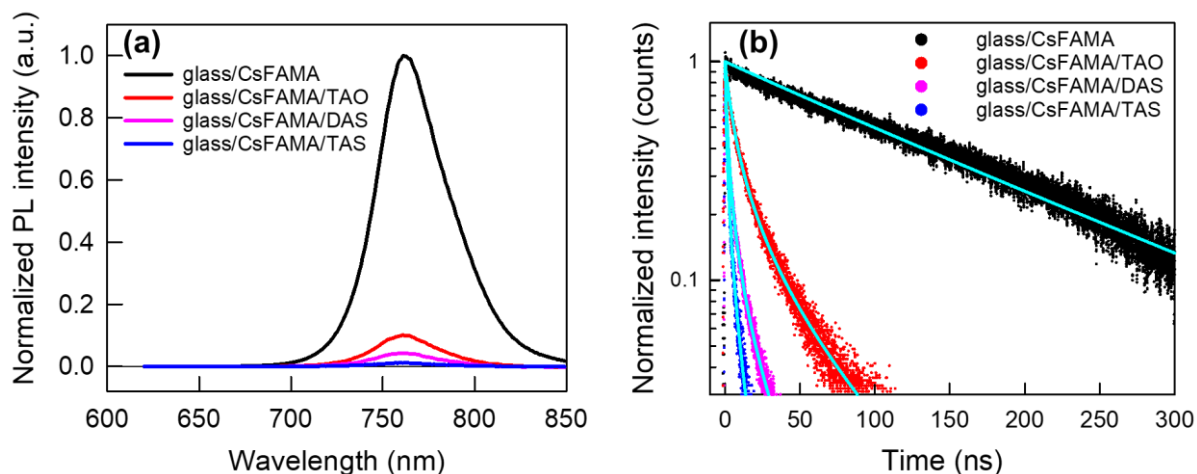 (a)
Normalized PL intensity (a.u.)
1.0
0.8
0.6
0.4
0.2
0.0
glass/CsFAMA
glass/CsFAMA/TAO
glass/CsFAMA/DAS
glass/CsFAMA/TAS
600 650 700 750 800 850
Wavelength (nm)
(b)
Normalized intensity (counts)
1
0.1
glass/CsFAMA
glass/CsFAMA/TAO
glass/CsFAMA/DAS
glass/CsFAMA/TAS
0 50 100 150 200 250 300
Time (ns)